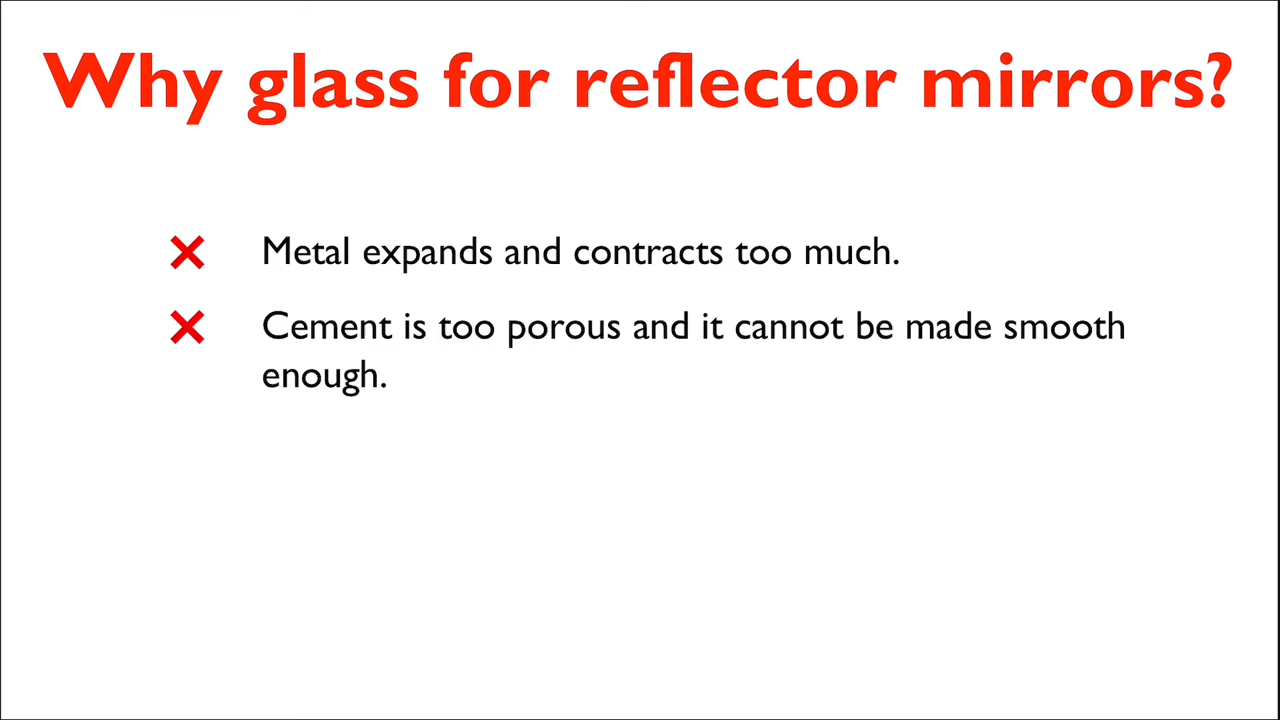 Why glass for reflector mirrors?
Metal expands and contracts too much.
Cement is too porous and it cannot be made smooth
enough.